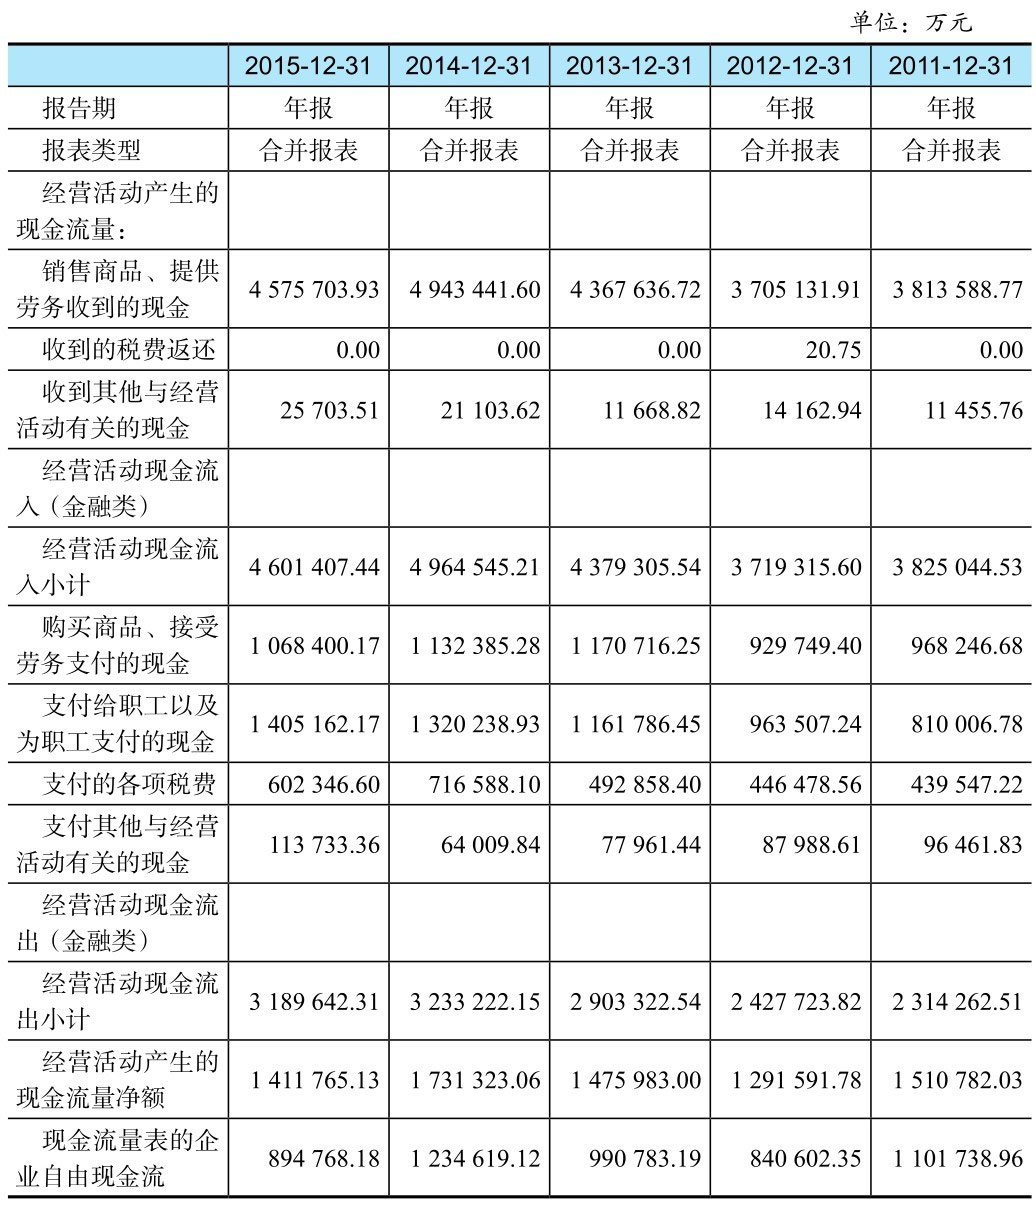 单位：万元
2015-12-31 2014-12-31 2013-12-31 2012-12-31 2011-12-31
报告期 年报 年报 年报 年报 年报
报表类型 合并报表 合并报表 合并报表 合并报表 合并报表
经营活动产生的
现金流量：
销售商品、提供
劳务收到的现金 4 575 703.93 4 943 441.60 4 367 636.72 3 705 131.91 3 813 588.77
收到的税费返还 0.00 0.00 0.00 20.75 0.00
收到其他与经营
活动有关的现金 25 703.51 21 103.62 11 668.82 14 162.94 11 455.76
经营活动现金流
入（金融类）
经营活动现金流
入小计 4 601 407.44 4 964 545.21 4 379 305.54 3 719 315.60 3 825 044.53
购买商品、接受
劳务支付的现金 1 068 400.17 1 132 385.28 1 170 716.25 929 749.40 968 246.68
支付给职工以及
为职工支付的现金 1 405 162.17 1 320 238.93 1 161 786.45 963 507.24 810 006.78
支付的各项税费 602 346.60 716 588.10 492 858.40 446 478.56 439 547.22
支付其他与经营
活动有关的现金 113 733.36 64 009.84 77 961.44 87 988.61 96 461.83
经营活动现金流
出（金融类）
经营活动现金流
出小计 3 189 642.31 3 233 222.15 2 903 322.54 2 427 723.82 2 314 262.51
经营活动产生的
现金流量净额 1 411 765.13 1 731 323.06 1 475 983.00 1 291 591.78 1 510 782.03
现金流量表的企
业自由现金流 894 768.18 1 234 619.12 990 783.19 840 602.35 1 101 738.96